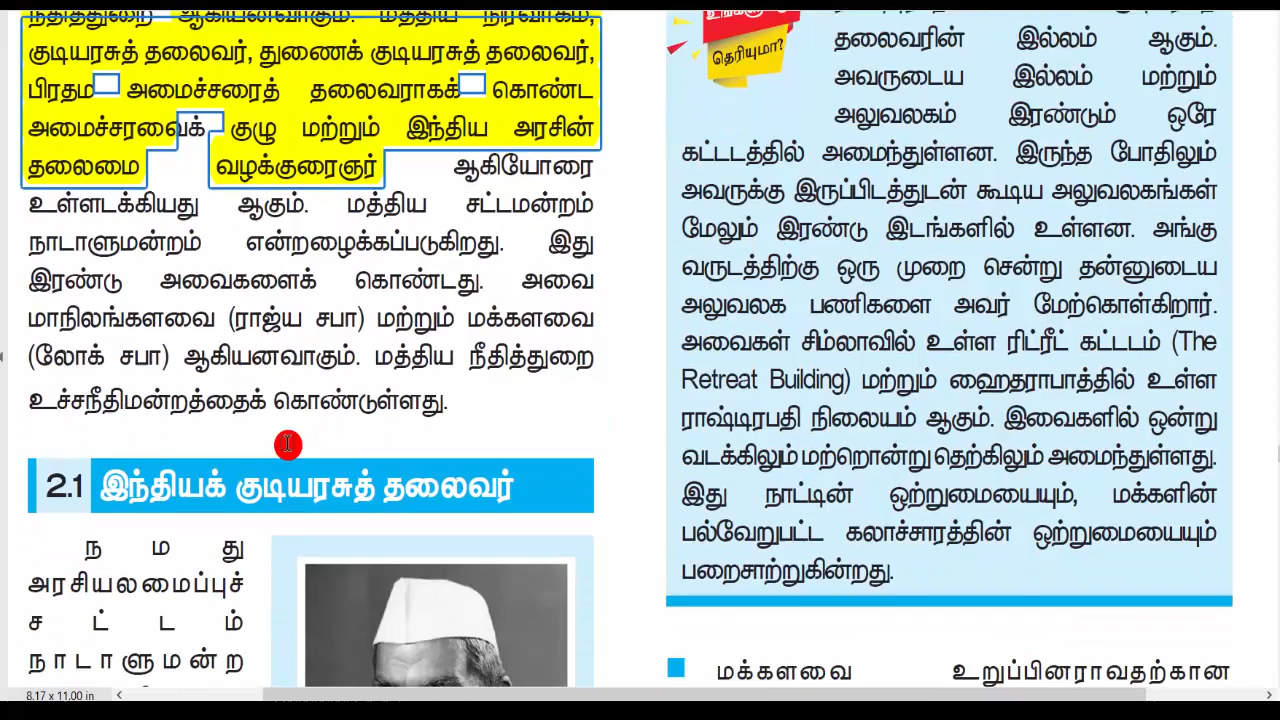 நீதித்துறை ஆகியனவாகும். மத்திய நிர்வாகம்,
குடியரசுத் தலைவர், துணைக் குடியரசுத் தலைவர்,
பிரதம அமைச்சரைத் தலைவராகக் கொண்ட
அமைச்சரவைக் குழு மற்றும் இந்திய அரசின்
தலைமை வழக்குரைஞர் ஆகியோரை
உள்ளடக்கியது ஆகும். மத்திய சட்டமன்றம்
நாடாளுமன்றம் என்றழைக்கப்படுகிறது. இது
இரண்டு அவைகளைக் கொண்டது. அவை
மாநிலங்களவை (ராஜ்ய சபா) மற்றும் மக்களவை
(லோக் சபா) ஆகியனவாகும். மத்திய நீதித்துறை
உச்சநீதிமன்றத்தைக் கொண்டுள்ளது.
2.1 இந்தியக் குடியரசுத் தலைவர்
ந ம து
அரசியலமைப்புச்
ச ட் ட ம்
நாடாளுமன்ற
தெரியுமா?
தலைவரின் இல்லம் ஆகும்.
அவருடைய இல்லம் மற்றும்
அலுவலகம் இரண்டும் ஒரே
கட்டடத்தில் அமைந்துள்ளன. இருந்த போதிலும்
அவருக்கு இருப்பிடத்துடன் கூடிய அலுவலகங்கள்
மேலும் இரண்டு இடங்களில் உள்ளன. அங்கு
வருடத்திற்கு ஒரு முறை சென்று தன்னுடைய
அலுவலக பணிகளை அவர் மேற்கொள்கிறார்.
அவைகள் சிம்லாவில் உள்ள ரிட்ரீட் கட்டடம் (The
Retreat Building) மற்றும் ஹைதராபாத்தில் உள்ள
ராஷ்டிரபதி நிலையம் ஆகும். இவைகளில் ஒன்று
வடக்கிலும் மற்றொன்று தெற்கிலும் அமைந்துள்ளது.
இது நாட்டின் ஒற்றுமையையும், மக்களின்
பல்வேறுபட்ட கலாச்சாரத்தின் ஒற்றுமையையும்
பறைசாற்றுகின்றது.
மக்களவை உறுப்பினராவதற்கான
8.17 x 11.00 in